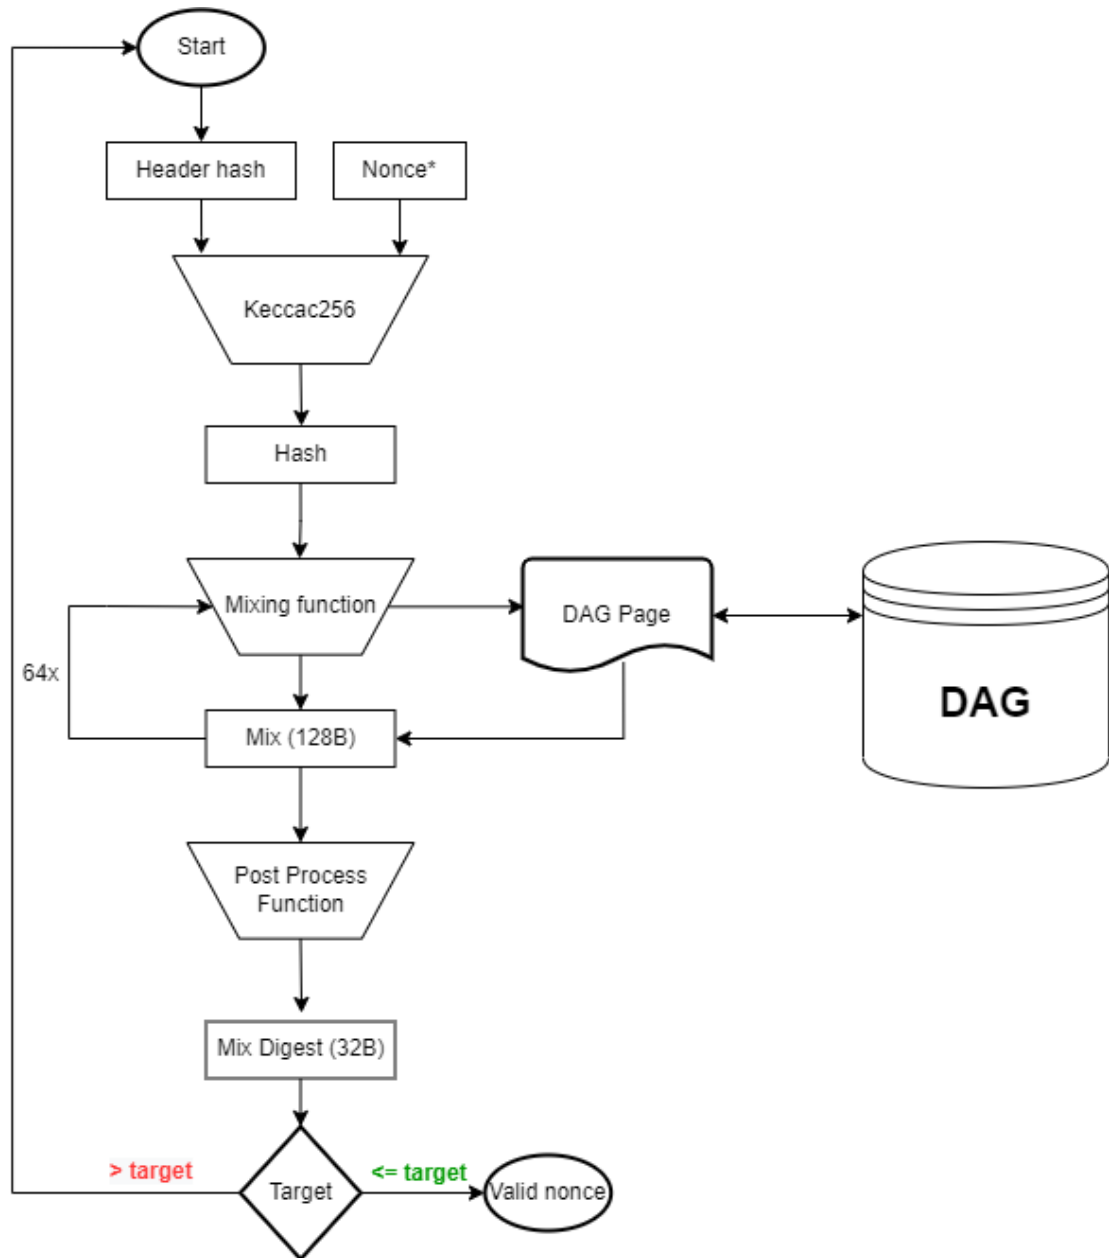 Start
Header hash
Nonce*
Keccac256
Hash
Mixing function
DAG Page
64x
DAG
Mix (128B)
Post Process
Function
Mix Digest (32B)
> target
<= target
Target
Valid nonce